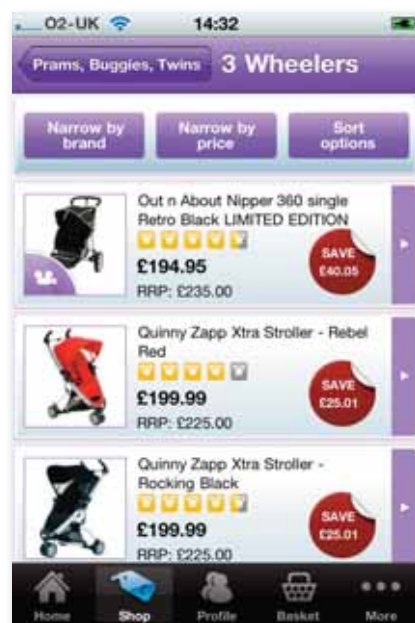 O2-UK 14:32
Prams, Buggies, Twins 3 Wheelers
Narrow by
brand
Narrow by
price
Sort
options
Out n About Nipper 360 single
Retro Black LIMITED EDITION
£194.95
RRP: £235.00
SAVE
£40.05
Quinny Zapp Xtra Stroller - Rebel
Red
£199.99
RRP: £225.00
SAVE
£25.01
Quinny Zapp Xtra Stroller -
Rocking Black
£199.99
RRP: £225.00
SAVE
£25.01
Home Shop Profile Basket More